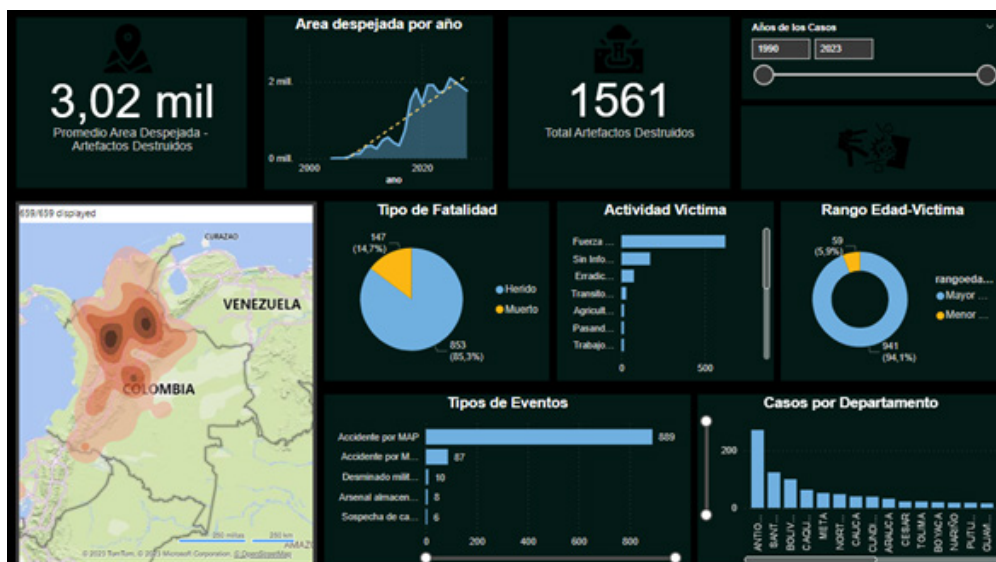 3,02 mil
Promedio Area Despejada -
Artefactos Destruidos
Area despejada por año
2 mill.
0 mill.
2000
2020
ano
1561
Total Artefactos Destruidos
Años de los Casos
1990
2023
659/659 displayed
CURAZAO
VENEZUELA
COLOMBIA
250 millas
250 km
AMAZ
© 2023 TomTom, © 2023 Microsoft Corporation, © OpenStreetMap
Tipo de Fatalidad
147
(14,7%)
Herido
Muerto
853
(85,3%)
Actividad Victima
Fuerza ...
Sin Info...
Erradic...
Transito...
Agricult...
Pasand...
Trabajo...
0
500
Rango Edad-Victima
59
(5,9%)
rangoeda...
Mayor ...
Menor ...
941
(94,1%)
Tipos de Eventos
Accidente por MAP
889
Accidente por M...
87
Desminado milit...
10
Arsenal almacen...
8
Sospecha de ca...
6
0
200
400
600
800
Casos por Departamento
200
0
ANTIO...
SANT...
BOLIV...
CAQU...
META
NORT...
CAUCA
CUNDI...
ARAUCA
CESAR
TOLIMA
BOYACA
NARIÑO
PUTU...
GUAM...